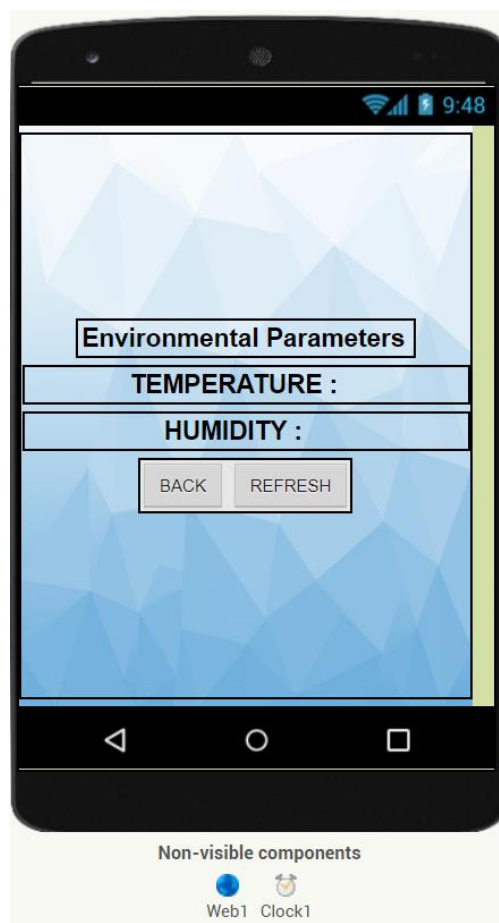 9:48
Environmental Parameters
TEMPERATURE :
HUMIDITY :
BACK REFRESH
Non-visible components
Web1 Clock1